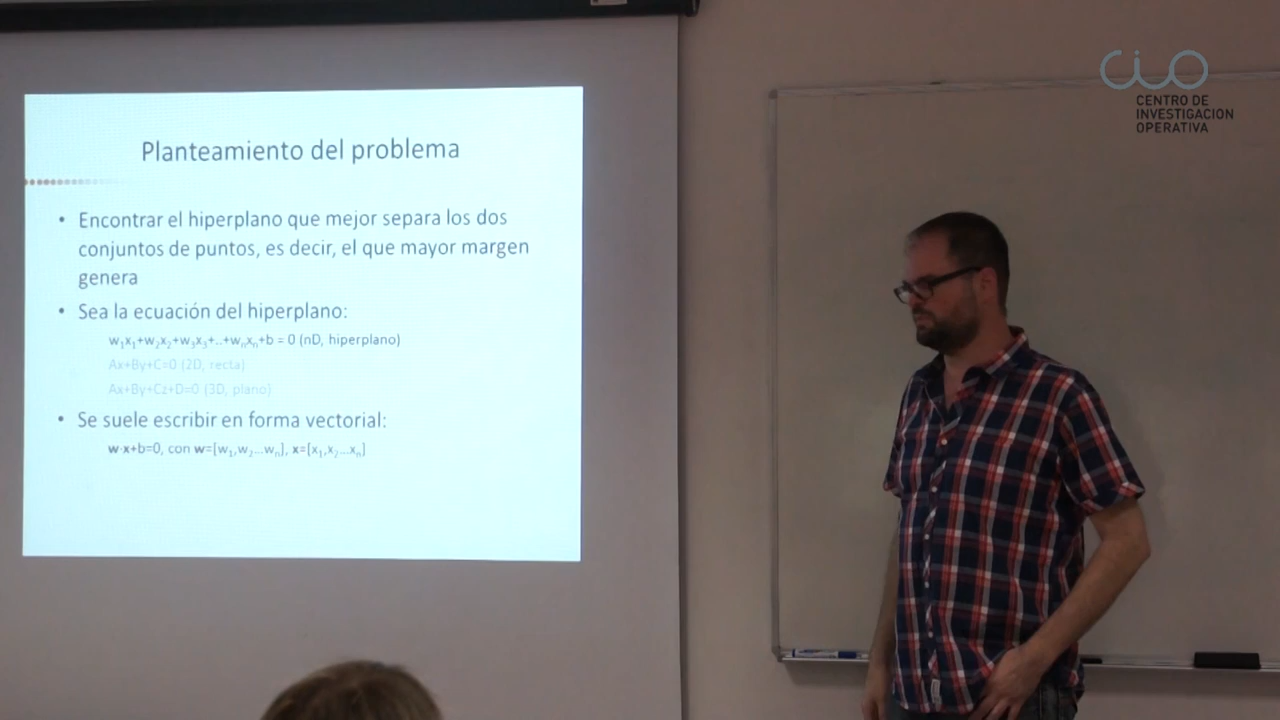 Planteamiento del problema
• Encontrar el hiperplano que mejor separa los dos
conjuntos de puntos, es decir, el que mayor margen
genera
• Sea la ecuación del hiperplano:
w₁x₁+w₂x₂+w₃x₃+..+wₙxₙ+b = 0 (nD, hiperplano)
Ax+By+C=0 (2D, recta)
Ax+By+Cz+D=0 (3D, plano)
• Se suele escribir en forma vectorial:
w·x+b=0, con w=[w₁,w₂...wₙ], x=[x₁,x₂...xₙ]
CIO
CENTRO DE
INVESTIGACION
OPERATIVA